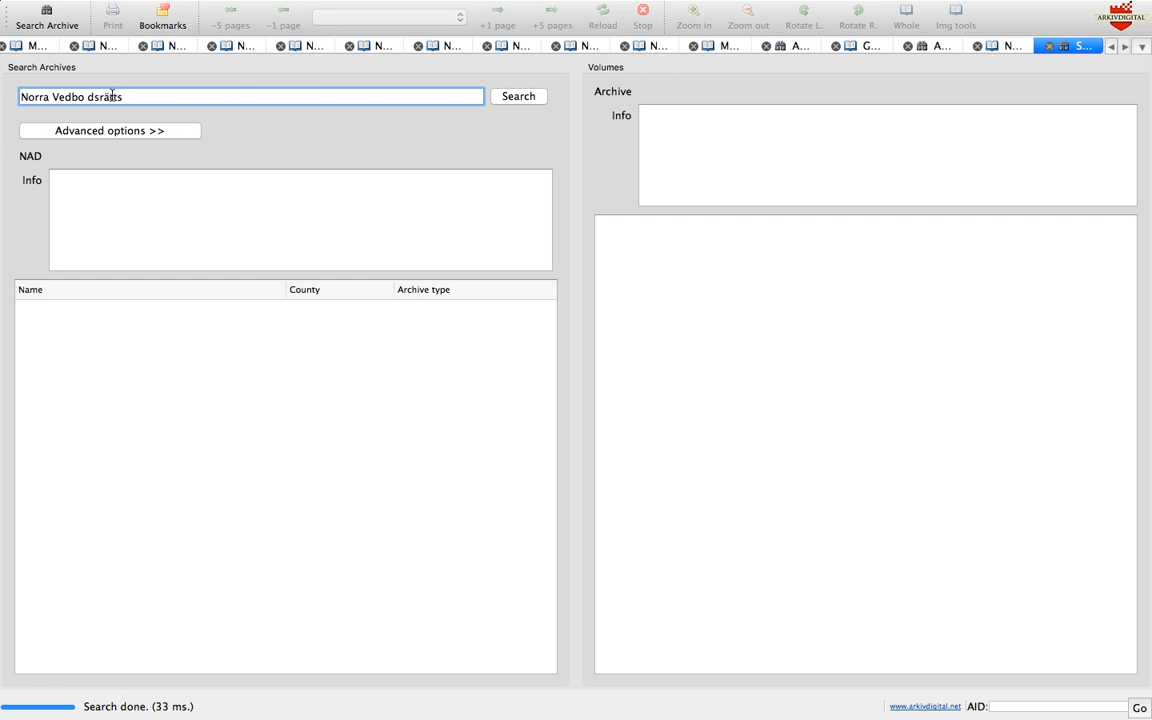 Search Archive Print Bookmarks -5 pages -1 page +1 page +5 pages Reload Stop Zoom in Zoom out Rotate L. Rotate R. Whole Img tools ARKIVDIGITAL
M... N... N... N... N... N... N... N... N... N... M... A... G... A... N... S...
Search Archives
Norra Vedbo dsrätts Search
Advanced options >>
NAD
Info
Name County Archive type
Volumes
Archive
Info
Search done. (33 ms.)
www.arkivdigital.net AID: Go